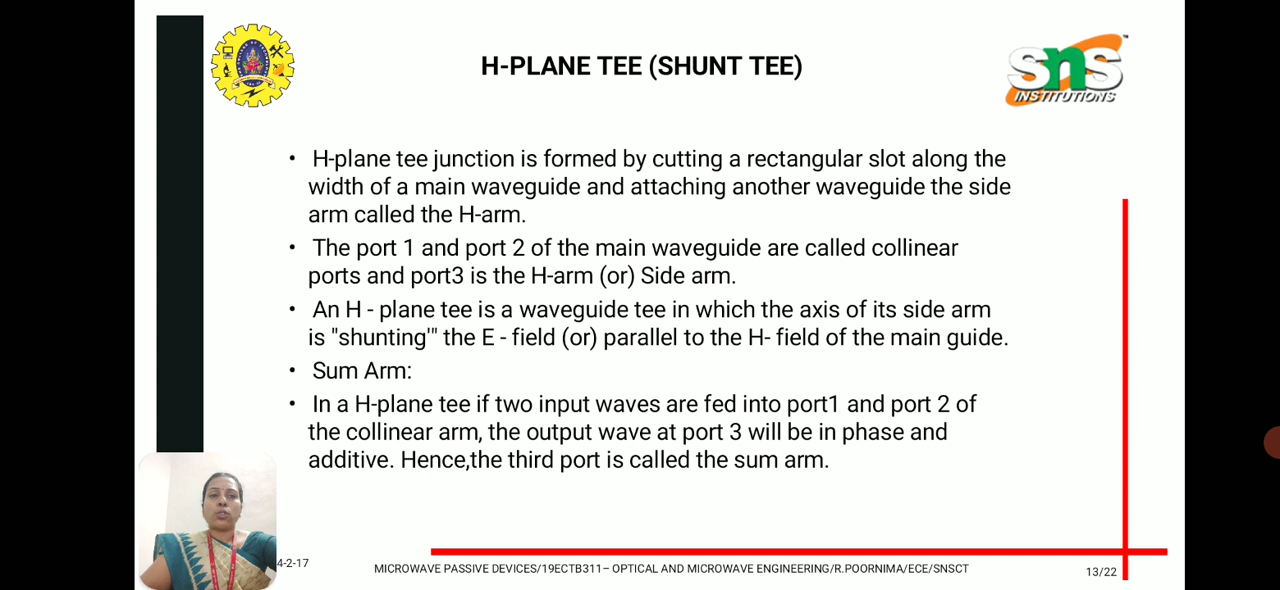 H-PLANE TEE (SHUNT TEE)
SNS
INSTITUTIONS
• H-plane tee junction is formed by cutting a rectangular slot along the
width of a main waveguide and attaching another waveguide the side
arm called the H-arm.
• The port 1 and port 2 of the main waveguide are called collinear
ports and port3 is the H-arm (or) Side arm.
• An H - plane tee is a waveguide tee in which the axis of its side arm
is "shunting'" the E - field (or) parallel to the H- field of the main guide.
• Sum Arm:
• In a H-plane tee if two input waves are fed into port1 and port 2 of
the collinear arm, the output wave at port 3 will be in phase and
additive. Hence,the third port is called the sum arm.
4-2-17
MICROWAVE PASSIVE DEVICES/19ECTB311– OPTICAL AND MICROWAVE ENGINEERING/R.POORNIMA/ECE/SNSCT
13/22